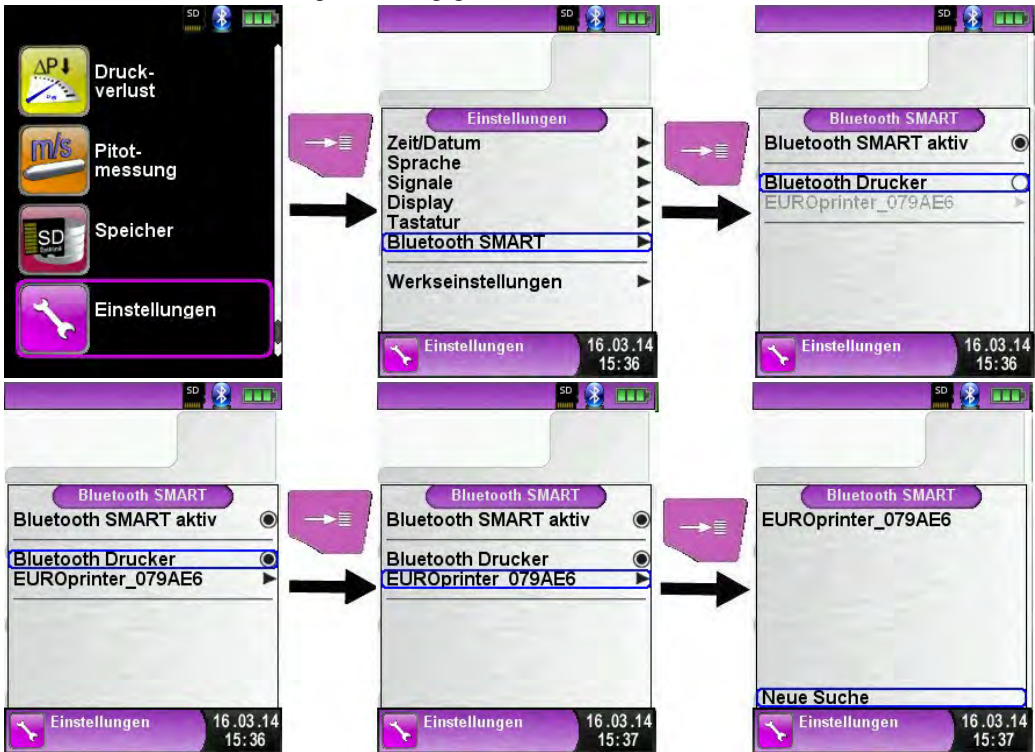 SD
ΔP
Druck-
verlust
m/s
Pitot-
messung
SD
Speicher
Einstellungen
SD
Einstellungen
Zeit/Datum
Sprache
Signale
Display
Tastatur
Bluetooth SMART
Werkseinstellungen
Einstellungen
16.03.14
15:36
SD
Bluetooth SMART
Bluetooth SMART aktiv
Bluetooth Drucker
EUROprinter_079AE6
Einstellungen
16.03.14
15:36
SD
Bluetooth SMART
Bluetooth SMART aktiv
Bluetooth Drucker
EUROprinter_079AE6
Einstellungen
16.03.14
15:36
SD
Bluetooth SMART
Bluetooth SMART aktiv
Bluetooth Drucker
EUROprinter_079AE6
Einstellungen
16.03.14
15:37
SD
Bluetooth SMART
EUROprinter_079AE6
Neue Suche
Einstellungen
16.03.14
15:37